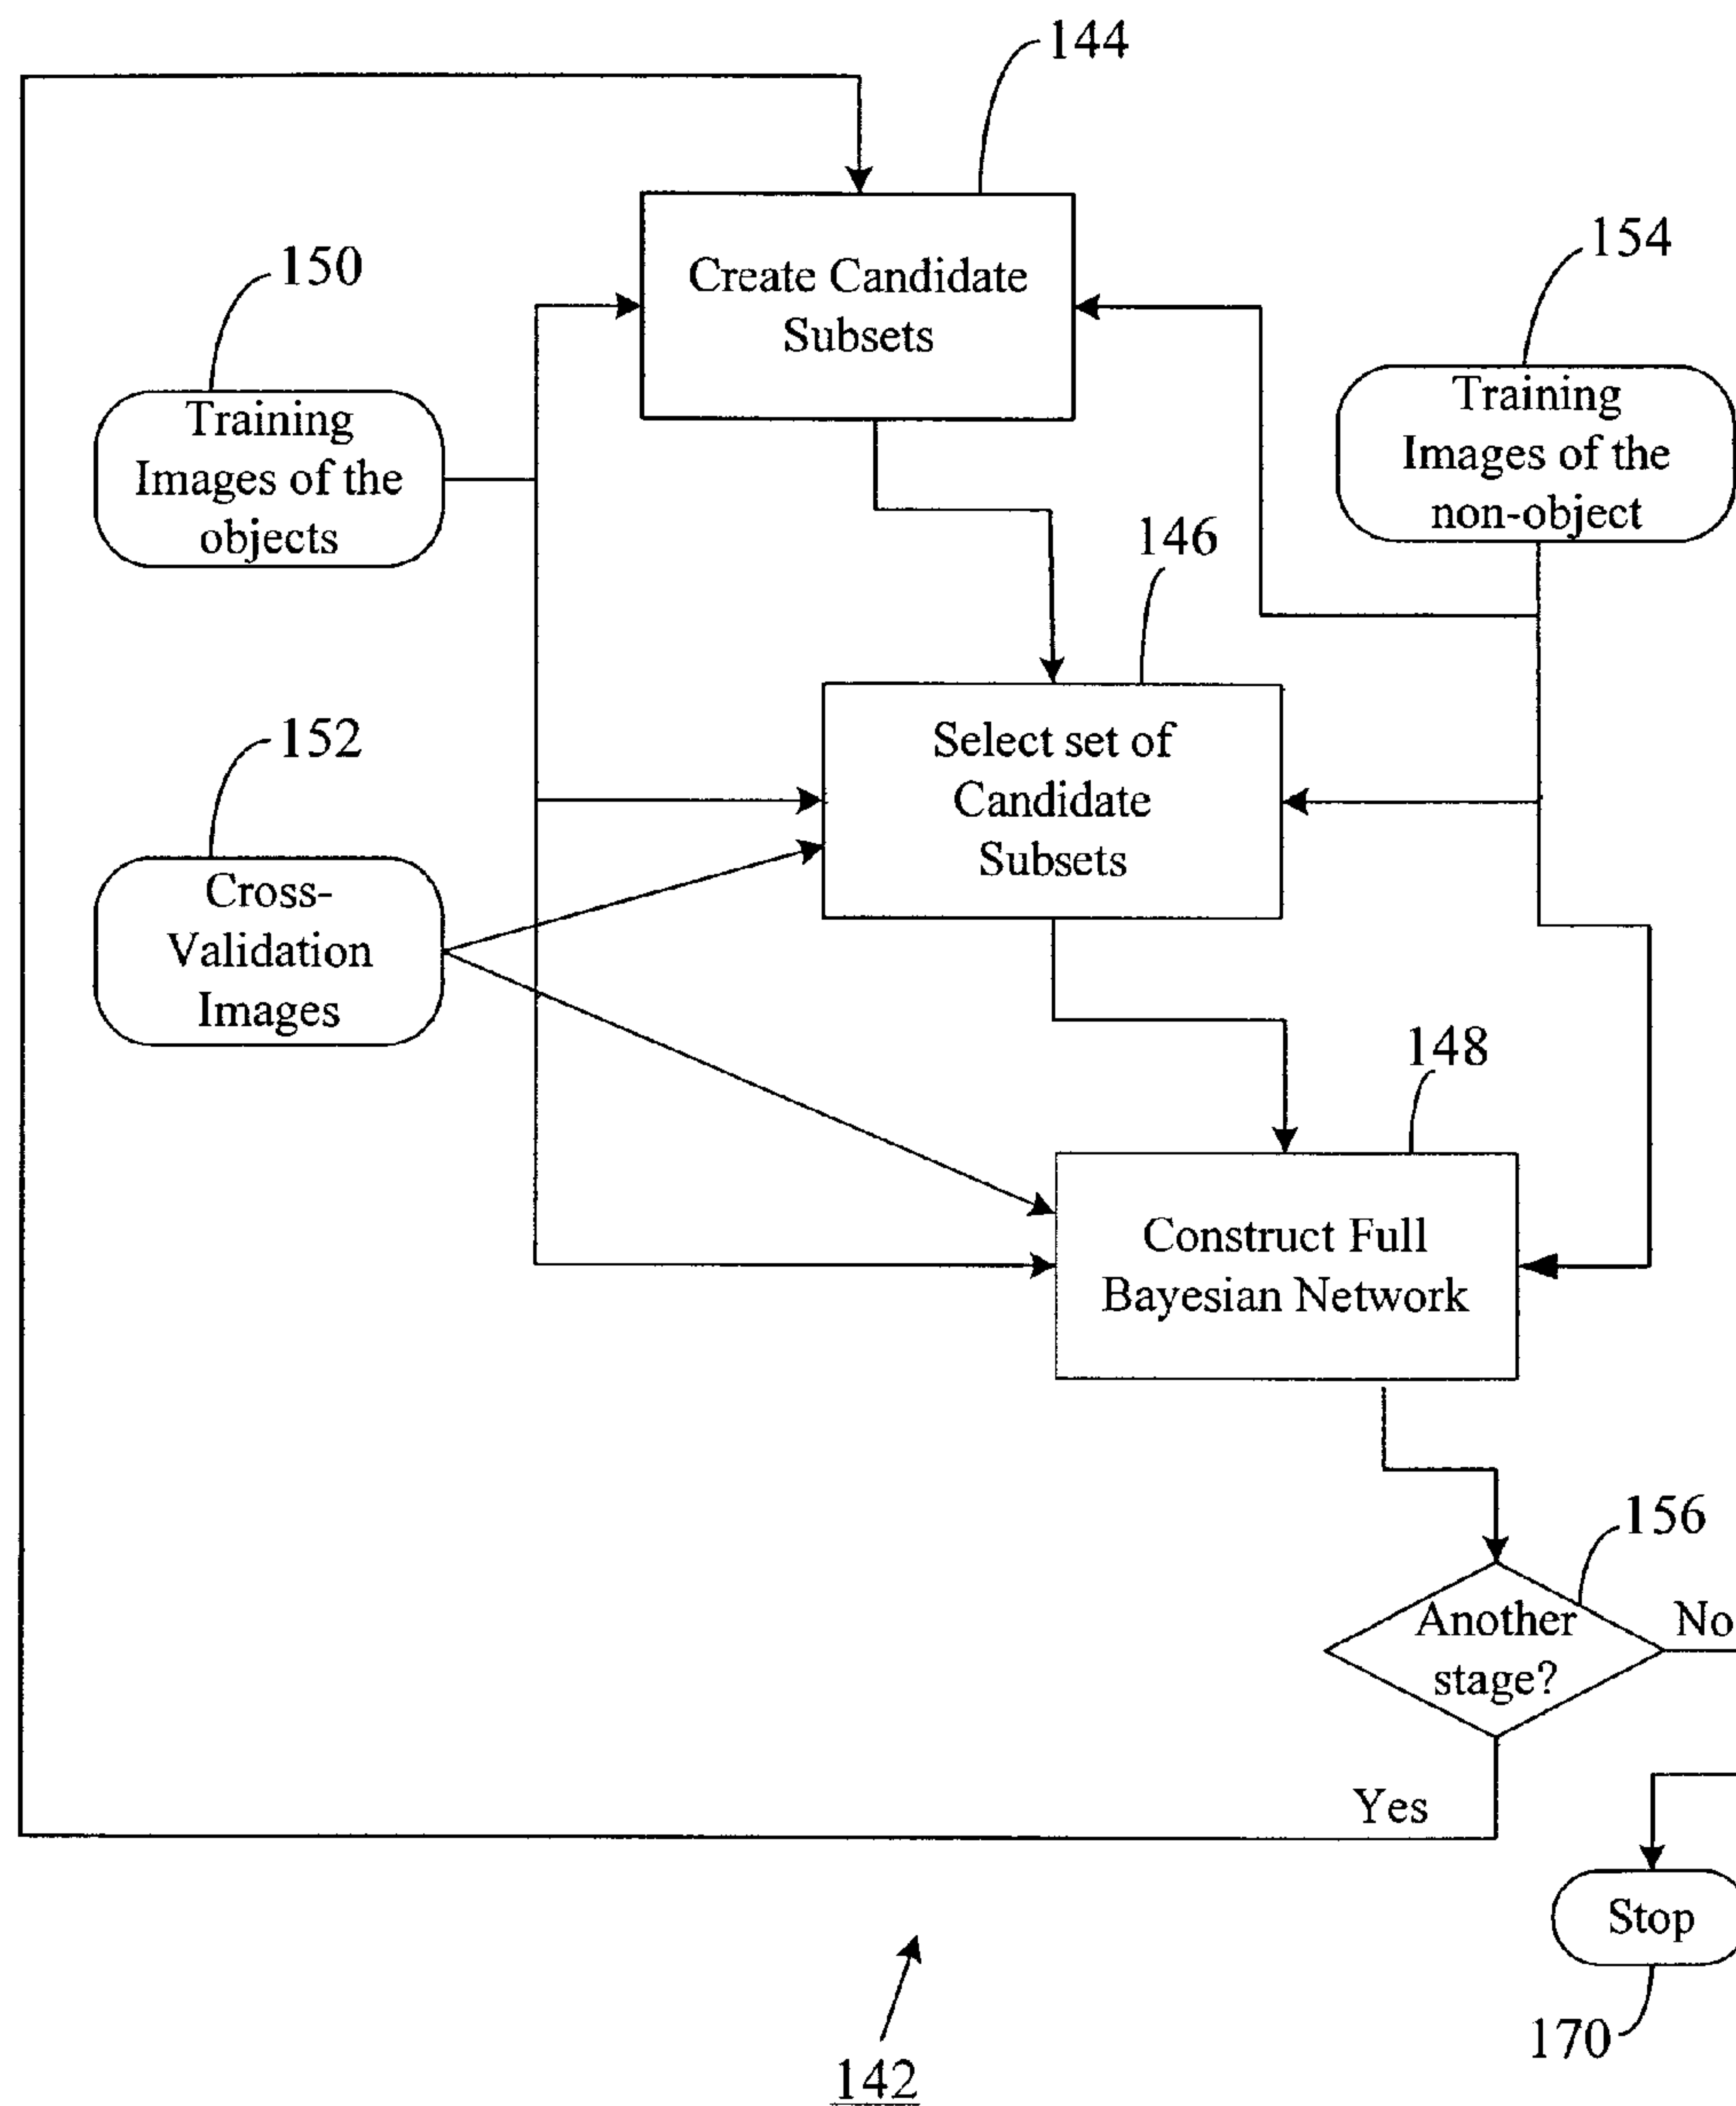 144
Create Candidate
Subsets
150
Training
Images of the
objects
154
Training
Images of the
non-object
146
Select set of
Candidate
Subsets
152
Cross-
Validation
Images
148
Construct Full
Bayesian Network
156
Another
stage?
No
Yes
Stop
170
142